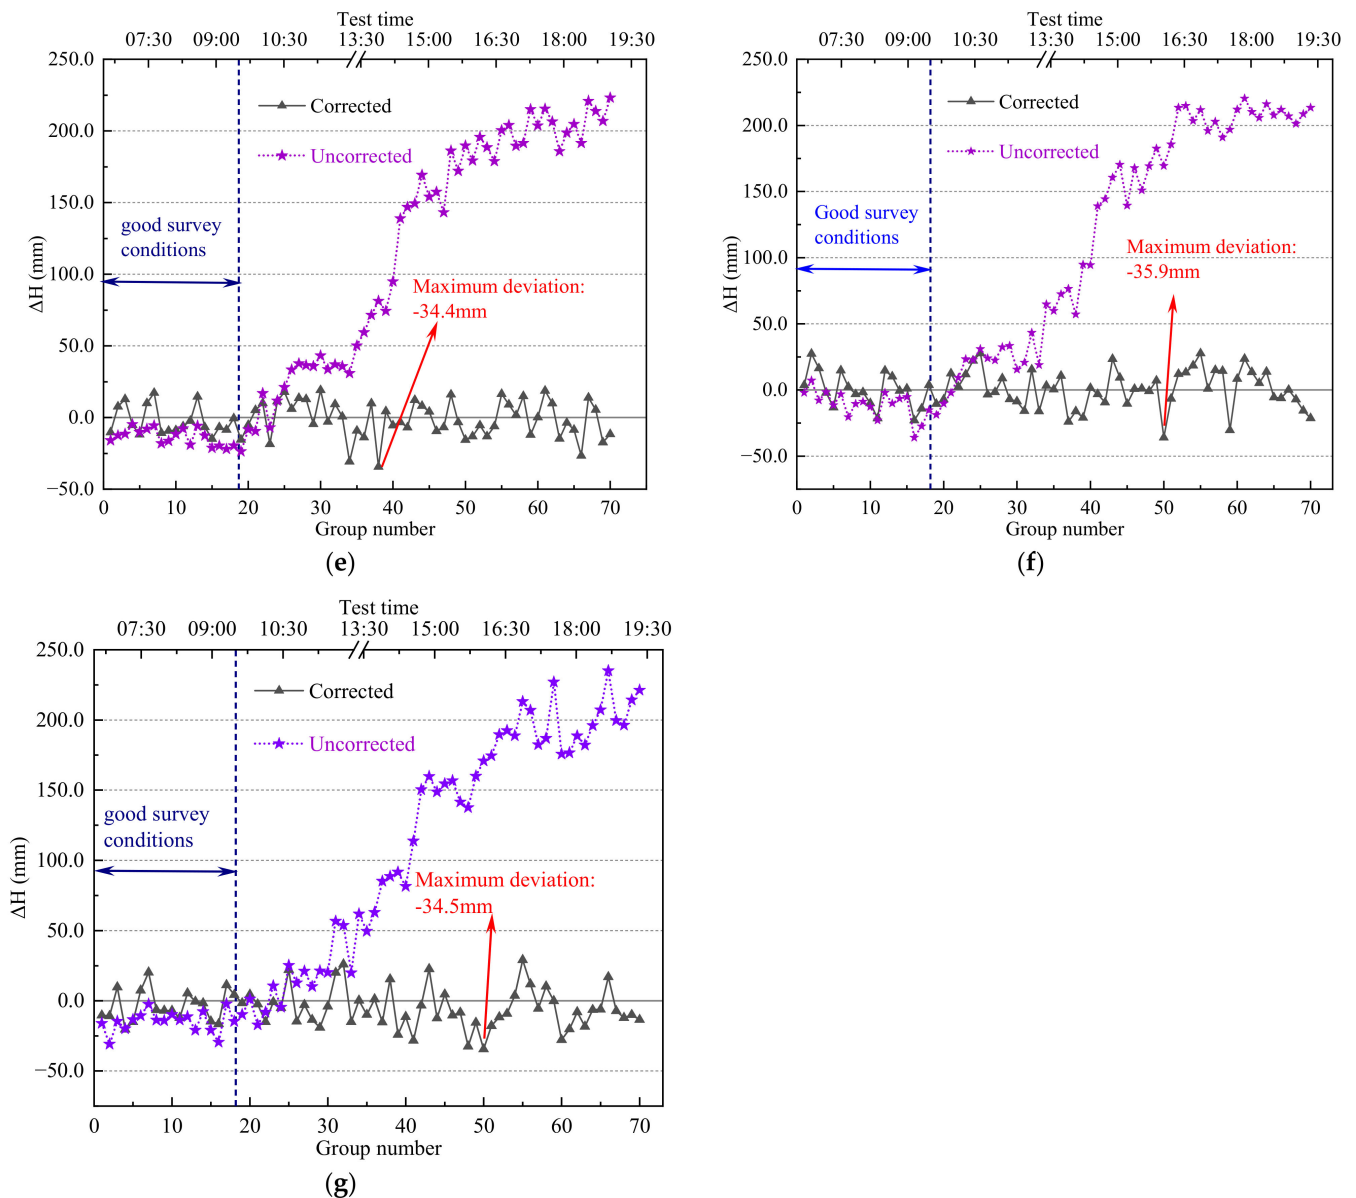 Test time
07:30 09:00 10:30 13:30 15:00 16:30 18:00 19:30
250.0
200.0
150.0
100.0
50.0
0.0
−50.0
ΔH (mm)
Corrected
Uncorrected
good survey
conditions
Maximum deviation:
-34.4mm
0 10 20 30 40 50 60 70
Group number
(e)
Test time
07:30 09:00 10:30 13:30 15:00 16:30 18:00 19:30
250.0
200.0
150.0
100.0
50.0
0.0
−50.0
ΔH (mm)
Corrected
Uncorrected
Good survey
conditions
Maximum deviation:
-35.9mm
0 10 20 30 40 50 60 70
Group number
(f)
Test time
07:30 09:00 10:30 13:30 15:00 16:30 18:00 19:30
250.0
200.0
150.0
100.0
50.0
0.0
−50.0
ΔH (mm)
Corrected
Uncorrected
good survey
conditions
Maximum deviation:
-34.5mm
0 10 20 30 40 50 60 70
Group number
(g)